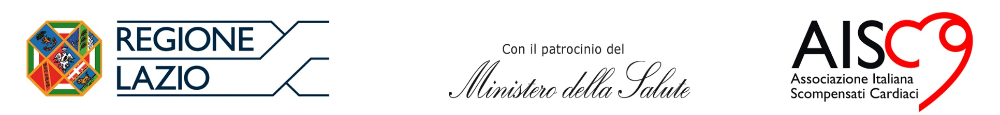 REGIONE
LAZIO
Con il patrocinio del
Ministero della Salute
AISC
Associazione Italiana
Scompensati Cardiaci